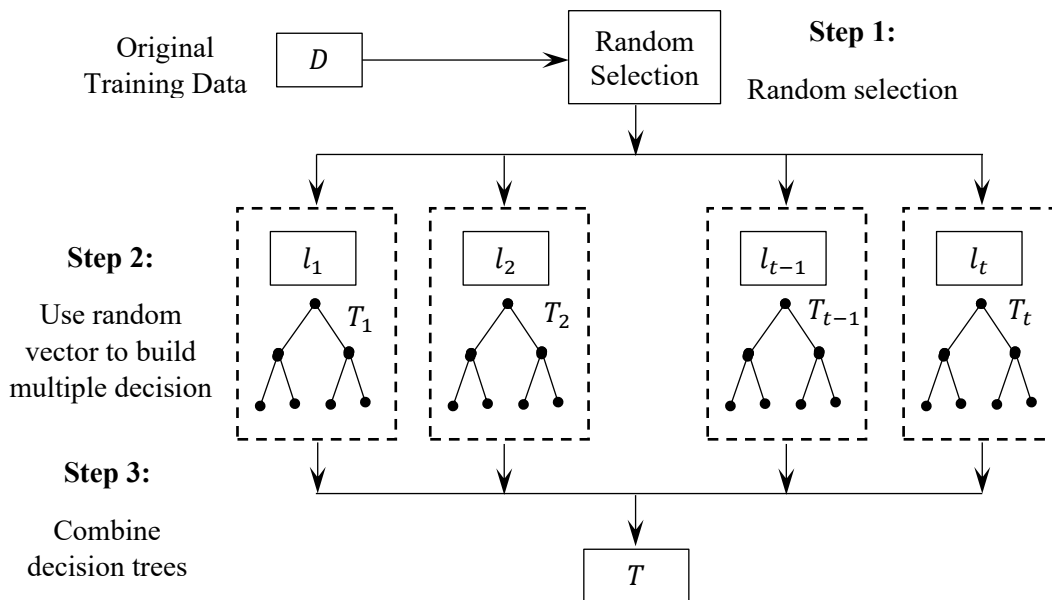 Original
Training Data
D
Random
Selection
Step 1:
Random selection
Step 2:
Use random
vector to build
multiple decision
l₁
T₁
l₂
T₂
lₜ₋₁
Tₜ₋₁
lₜ
Tₜ
Step 3:
Combine
decision trees
T